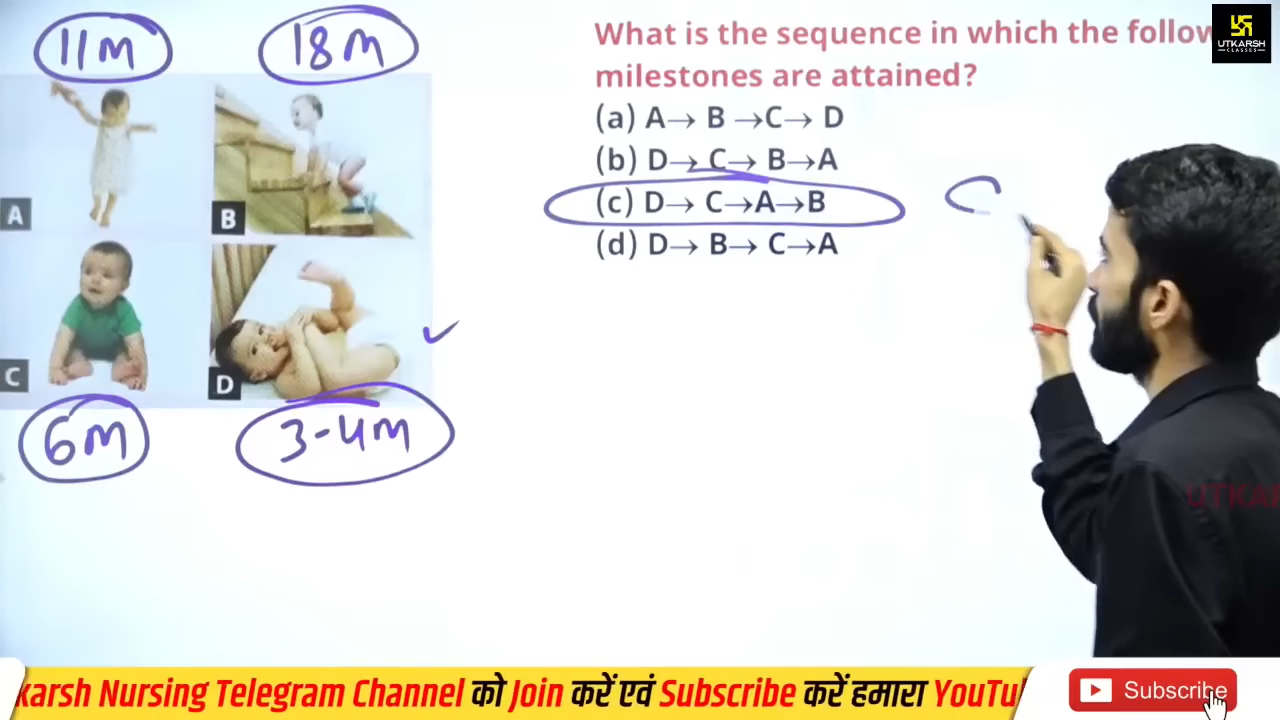 11M
18M
What is the sequence in which the follow
milestones are attained?
(a) A→ B →C→ D
(b) D→ C→ B→A
(c) D→ C→A→B
(d) D→ B→ C→A
A
B
C
D
6M
3-4M
UTKARSH
CLASSES
UTKAR
karsh Nursing Telegram Channel को Join करें एवं Subscribe करें हमारा YouTu
Subscribe